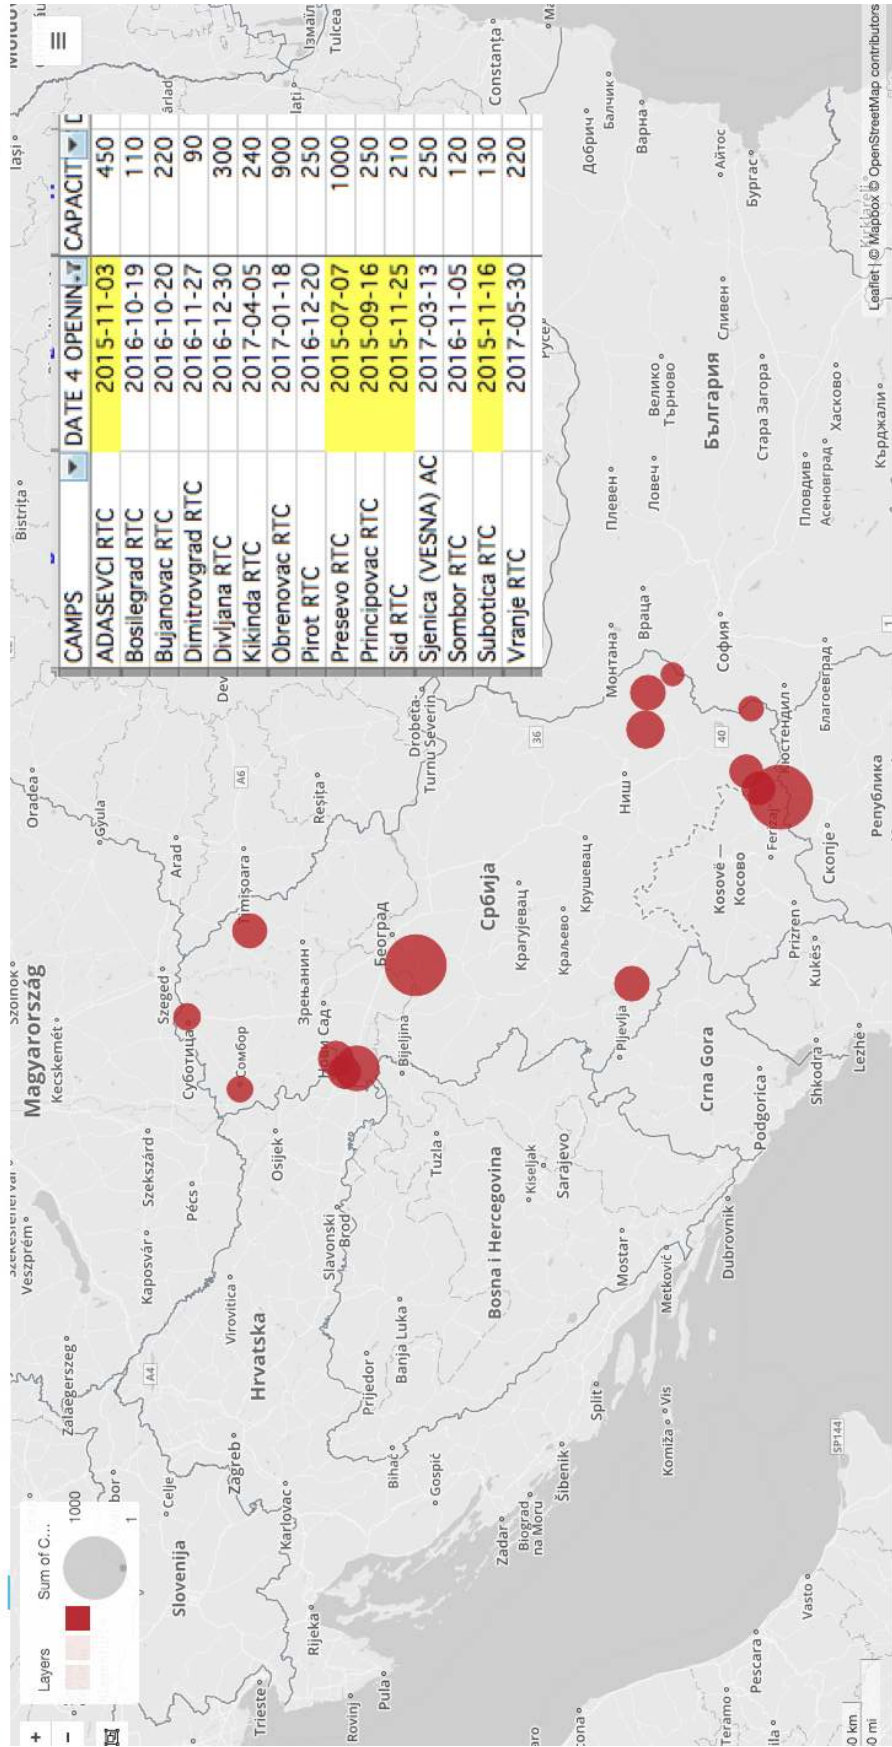 +
−
Layers
Sum of C...
1000
1
CAMPS DATE 4 OPENIN CAPACIT
ADASEVCI RTC 2015-11-03 450
Bosilegrad RTC 2016-10-19 110
Bujanovac RTC 2016-10-20 220
Dimitrovgrad RTC 2016-11-27 90
Divljana RTC 2016-12-30 300
Kikinda RTC 2017-04-05 240
Obrenovac RTC 2017-01-18 900
Pirot RTC 2016-12-20 250
Presevo RTC 2015-07-07 1000
Principovac RTC 2015-09-16 250
Sid RTC 2015-11-25 210
Sjenica (VESNA) AC 2017-03-13 250
Sombor RTC 2016-11-05 120
Subotica RTC 2015-11-16 130
Vranje RTC 2017-05-30 220
Veszprém
Zalaegerszeg
Kaposvár
Szekszárd
Pécs
Magyarország
Kecskemét
Szeged
Gyula
Oradea
Bistrița
Iași
Arad
Timișoara
Reșița
A6
Drobeta-
Turnu Severin
Tulcea
Ізмаїл
Constanța
A4
Celje
Slovenija
Zagreb
Karlovac
Rijeka
Trieste
Rovinj
Pula
Hrvatska
Virovitica
Osijek
Slavonski
Brod
Суботица
Сомбор
Зрењанин
Нови Сад
Београд
Bijeljina
Србија
Крагујевац
Краљево
Крушевац
Ниш
36
40
Prijedor
Banja Luka
Bihać
Gospić
Tuzla
Bosna i Hercegovina
Kiseljak
Sarajevo
Mostar
Metković
Dubrovnik
Zadar
Biograd
na Moru
Šibenik
Split
Komiža
Vis
Pljevlja
Crna Gora
Podgorica
Shkodra
Lezhë
Kosovë —
Косово
Prizren
Kukës
Скопје
Република
Монтана
Враца
София
Благоевград
Плевен
Ловеч
Велико
Търново
България
Сливен
Стара Загора
Пловдив
Асеновград
Хасково
Кърджали
Добрич
Балчик
Варна
Айтос
Бургас
Kırklareli
1
SP144
Vasto
Pescara
Teramo
Leaflet | © Mapbox © OpenStreetMap contributors